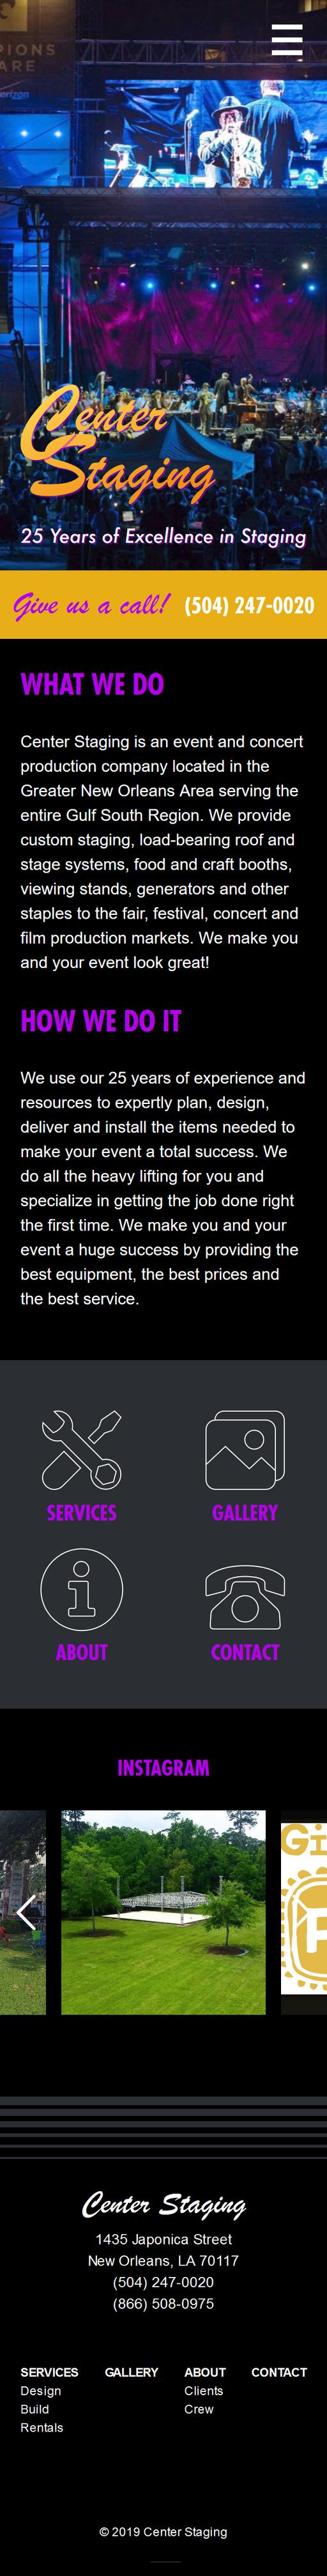 PIONS
ARE
Center
Staging
25 Years of Excellence in Staging
Give us a call! (504) 247-0020
WHAT WE DO
Center Staging is an event and concert
production company located in the
Greater New Orleans Area serving the
entire Gulf South Region. We provide
custom staging, load-bearing roof and
stage systems, food and craft booths,
viewing stands, generators and other
staples to the fair, festival, concert and
film production markets. We make you
and your event look great!
HOW WE DO IT
We use our 25 years of experience and
resources to expertly plan, design,
deliver and install the items needed to
make your event a total success. We
do all the heavy lifting for you and
specialize in getting the job done right
the first time. We make you and your
event a huge success by providing the
best equipment, the best prices and
the best service.
SERVICES GALLERY
ABOUT CONTACT
INSTAGRAM
Center Staging
1435 Japonica Street
New Orleans, LA 70117
(504) 247-0020
(866) 508-0975
SERVICES GALLERY ABOUT CONTACT
Design Clients
Build Crew
Rentals
© 2019 Center Staging